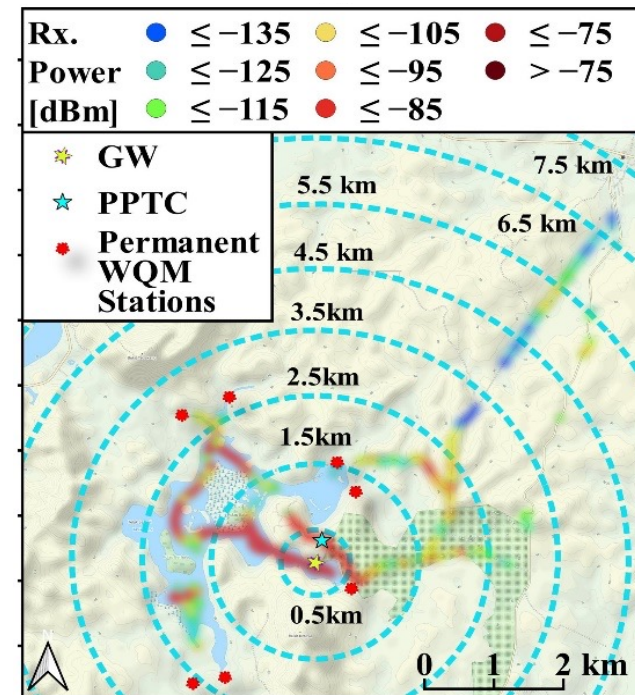 Rx. ≤ −135 ≤ −105 ≤ −75
Power ≤ −125 ≤ −95 > −75
[dBm] ≤ −115 ≤ −85
GW
PPTC
Permanent
WQM
Stations
7.5 km
5.5 km
6.5 km
4.5 km
3.5km
2.5km
1.5km
0.5km
0 1 2 km